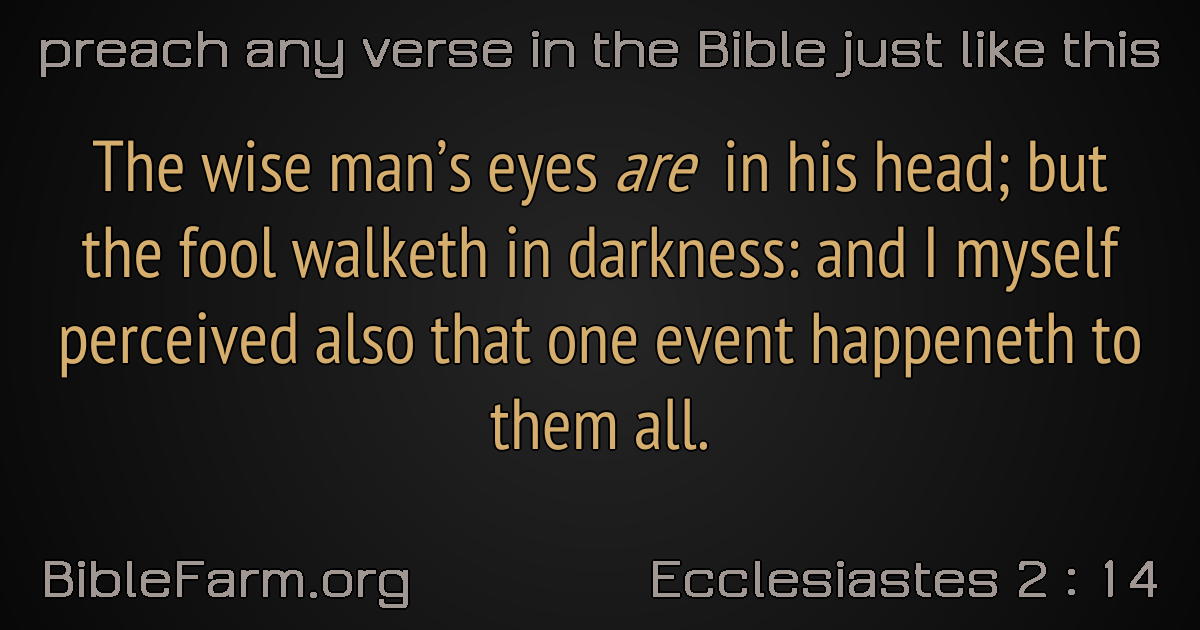 preach any verse in the Bible just like this
The wise man’s eyes are in his head; but
the fool walketh in darkness: and I myself
perceived also that one event happeneth to
them all.
BibleFarm.org
Ecclesiastes 2 : 14